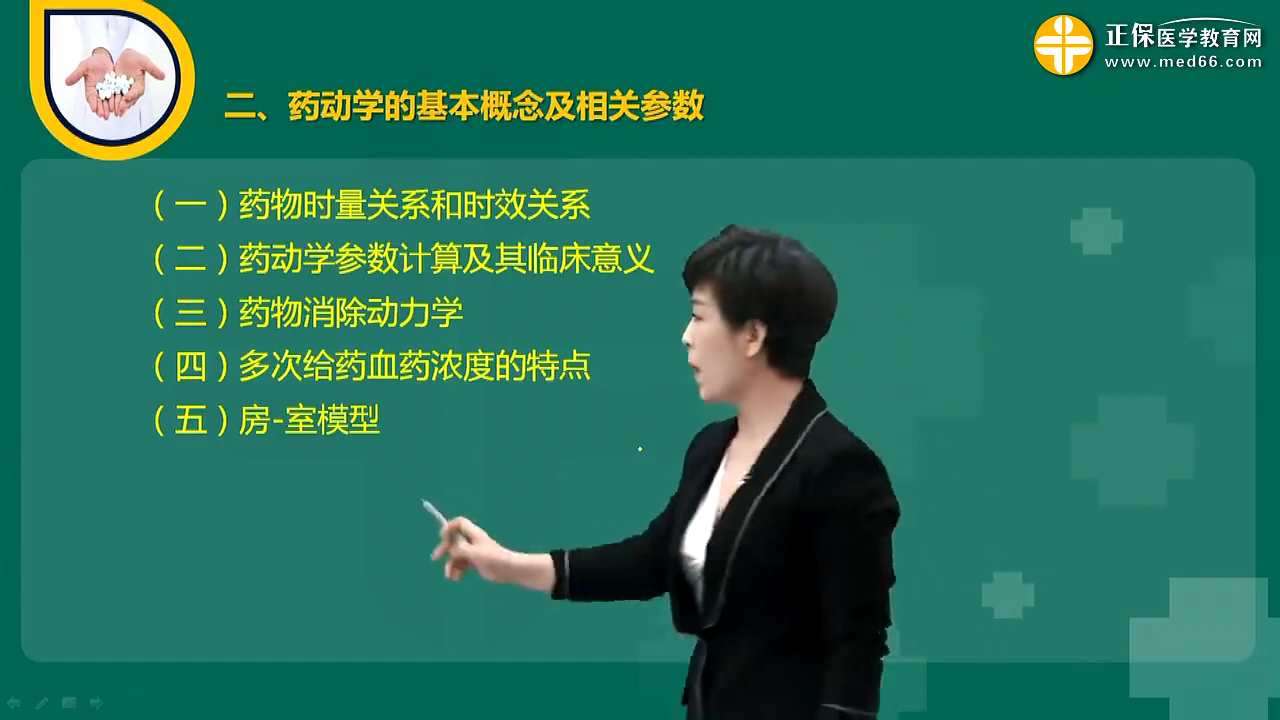 正保医学教育网
www.med66.com
二、药动学的基本概念及相关参数
（一）药物时量关系和时效关系
（二）药动学参数计算及其临床意义
（三）药物消除动力学
（四）多次给药血药浓度的特点
（五）房-室模型